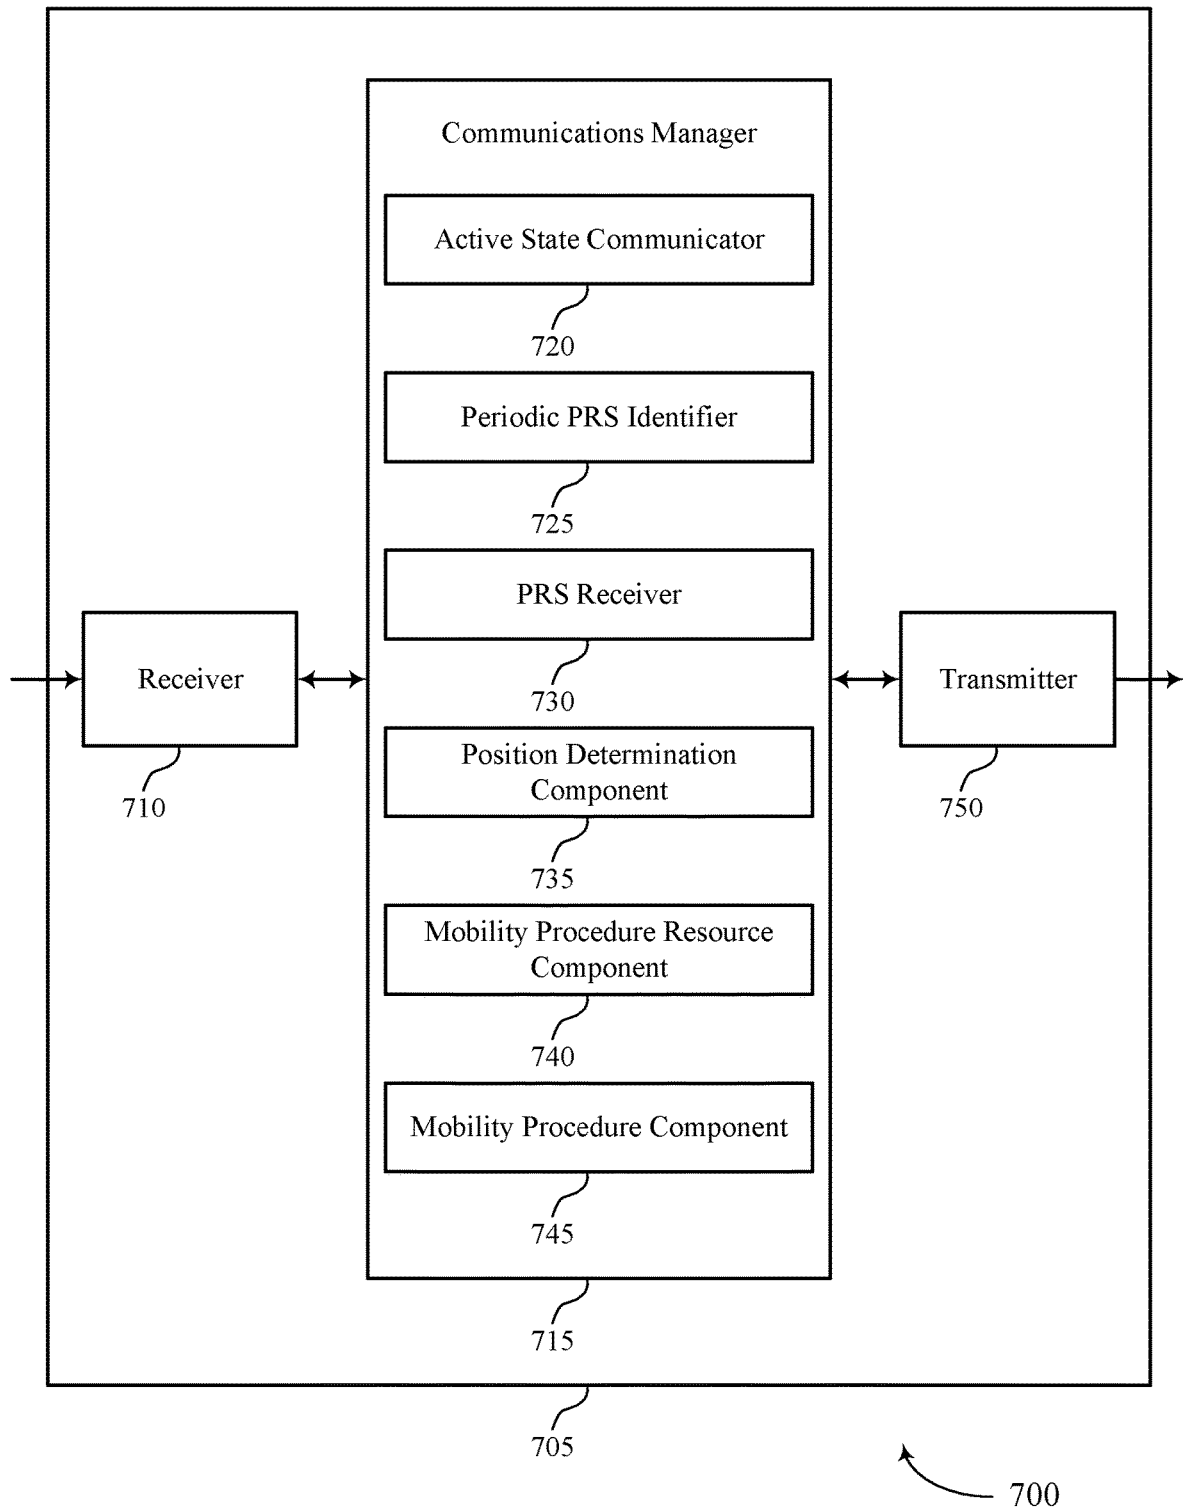 Communications Manager
Active State Communicator
720
Periodic PRS Identifier
725
PRS Receiver
730
Receiver
710
Transmitter
750
Position Determination
Component
735
Mobility Procedure Resource
Component
740
Mobility Procedure Component
745
715
705
700